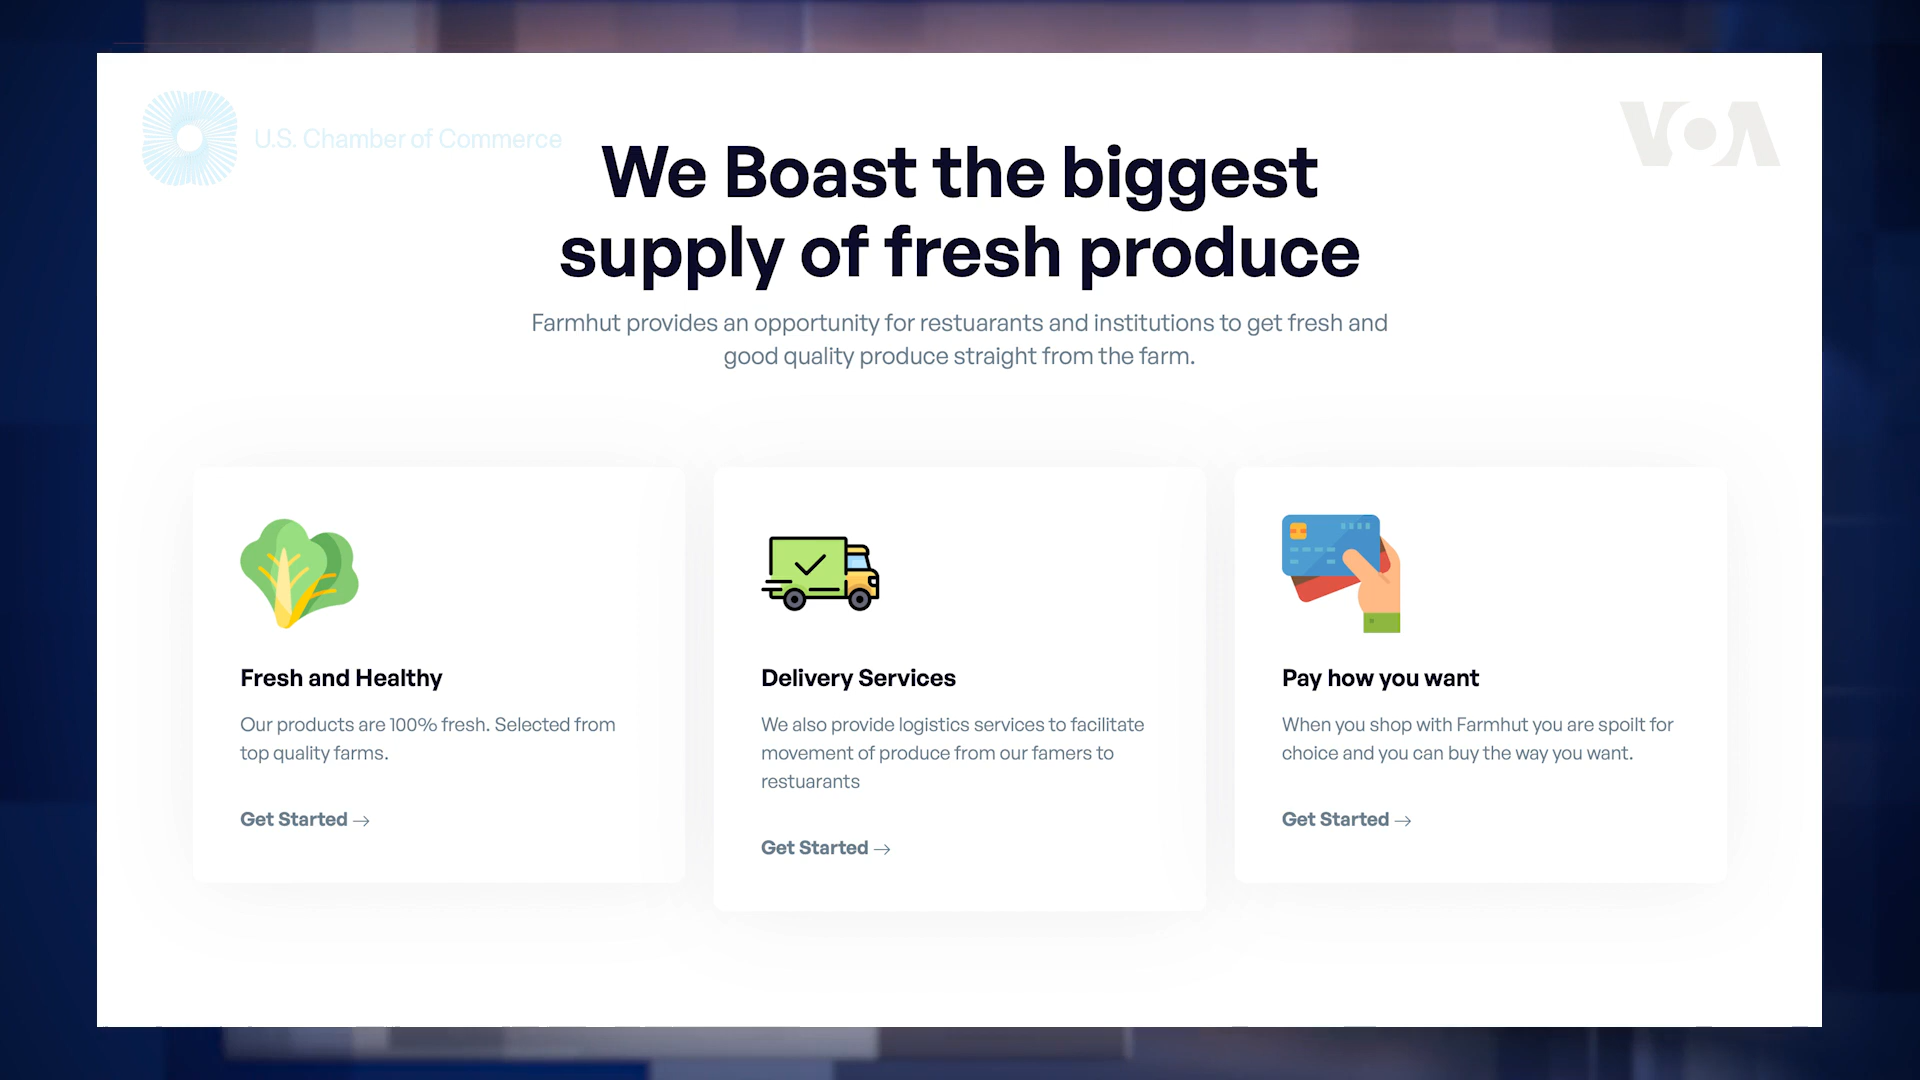 U.S. Chamber of Commerce
VOA
We Boast the biggest
supply of fresh produce
Farmhut provides an opportunity for restuarants and institutions to get fresh and
good quality produce straight from the farm.
Fresh and Healthy
Our products are 100% fresh. Selected from
top quality farms.
Get Started →
Delivery Services
We also provide logistics services to facilitate
movement of produce from our famers to
restuarants
Get Started →
Pay how you want
When you shop with Farmhut you are spoilt for
choice and you can buy the way you want.
Get Started →